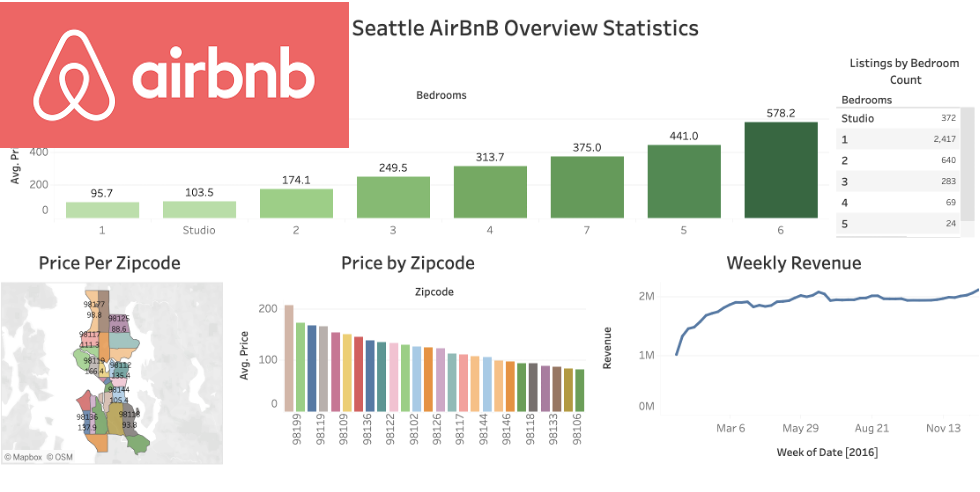 airbnb
Seattle AirBnB Overview Statistics
Bedrooms
Avg. Pr
400
200
0
95.7
103.5
174.1
249.5
313.7
375.0
441.0
578.2
1
Studio
2
3
4
7
5
6
Listings by Bedroom
Count
Bedrooms
Studio 372
1 2,417
2 640
3 283
4 69
5 24
Price Per Zipcode
98177
98.8
98125
88.6
98117
111.3
98119
166.4
98112
135.4
98144
105.4
98136
137.9
98118
93.8
© Mapbox © OSM
Price by Zipcode
Zipcode
Avg. Price
200
100
0
98199
98119
98109
98136
98122
98102
98126
98117
98144
98146
98118
98133
98106
Weekly Revenue
Revenue
2M
1M
0M
Mar 6
May 29
Aug 21
Nov 13
Week of Date [2016]